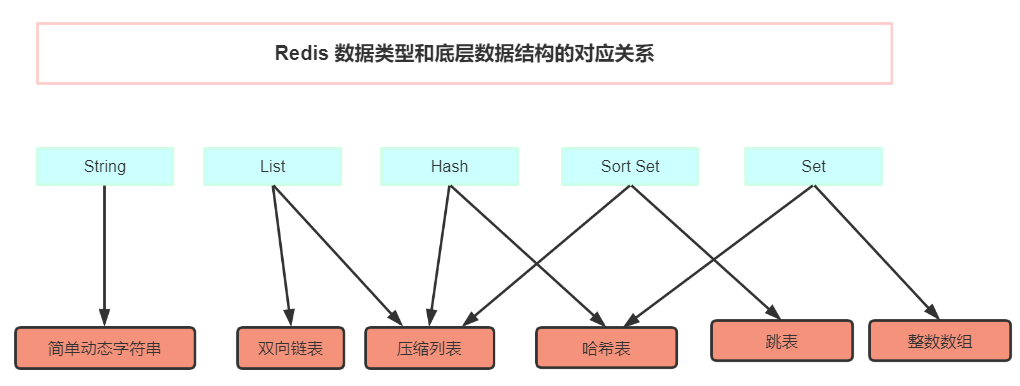 Redis 数据类型和底层数据结构的对应关系
String
List
Hash
Sort Set
Set
简单动态字符串
双向链表
压缩列表
哈希表
跳表
整数数组